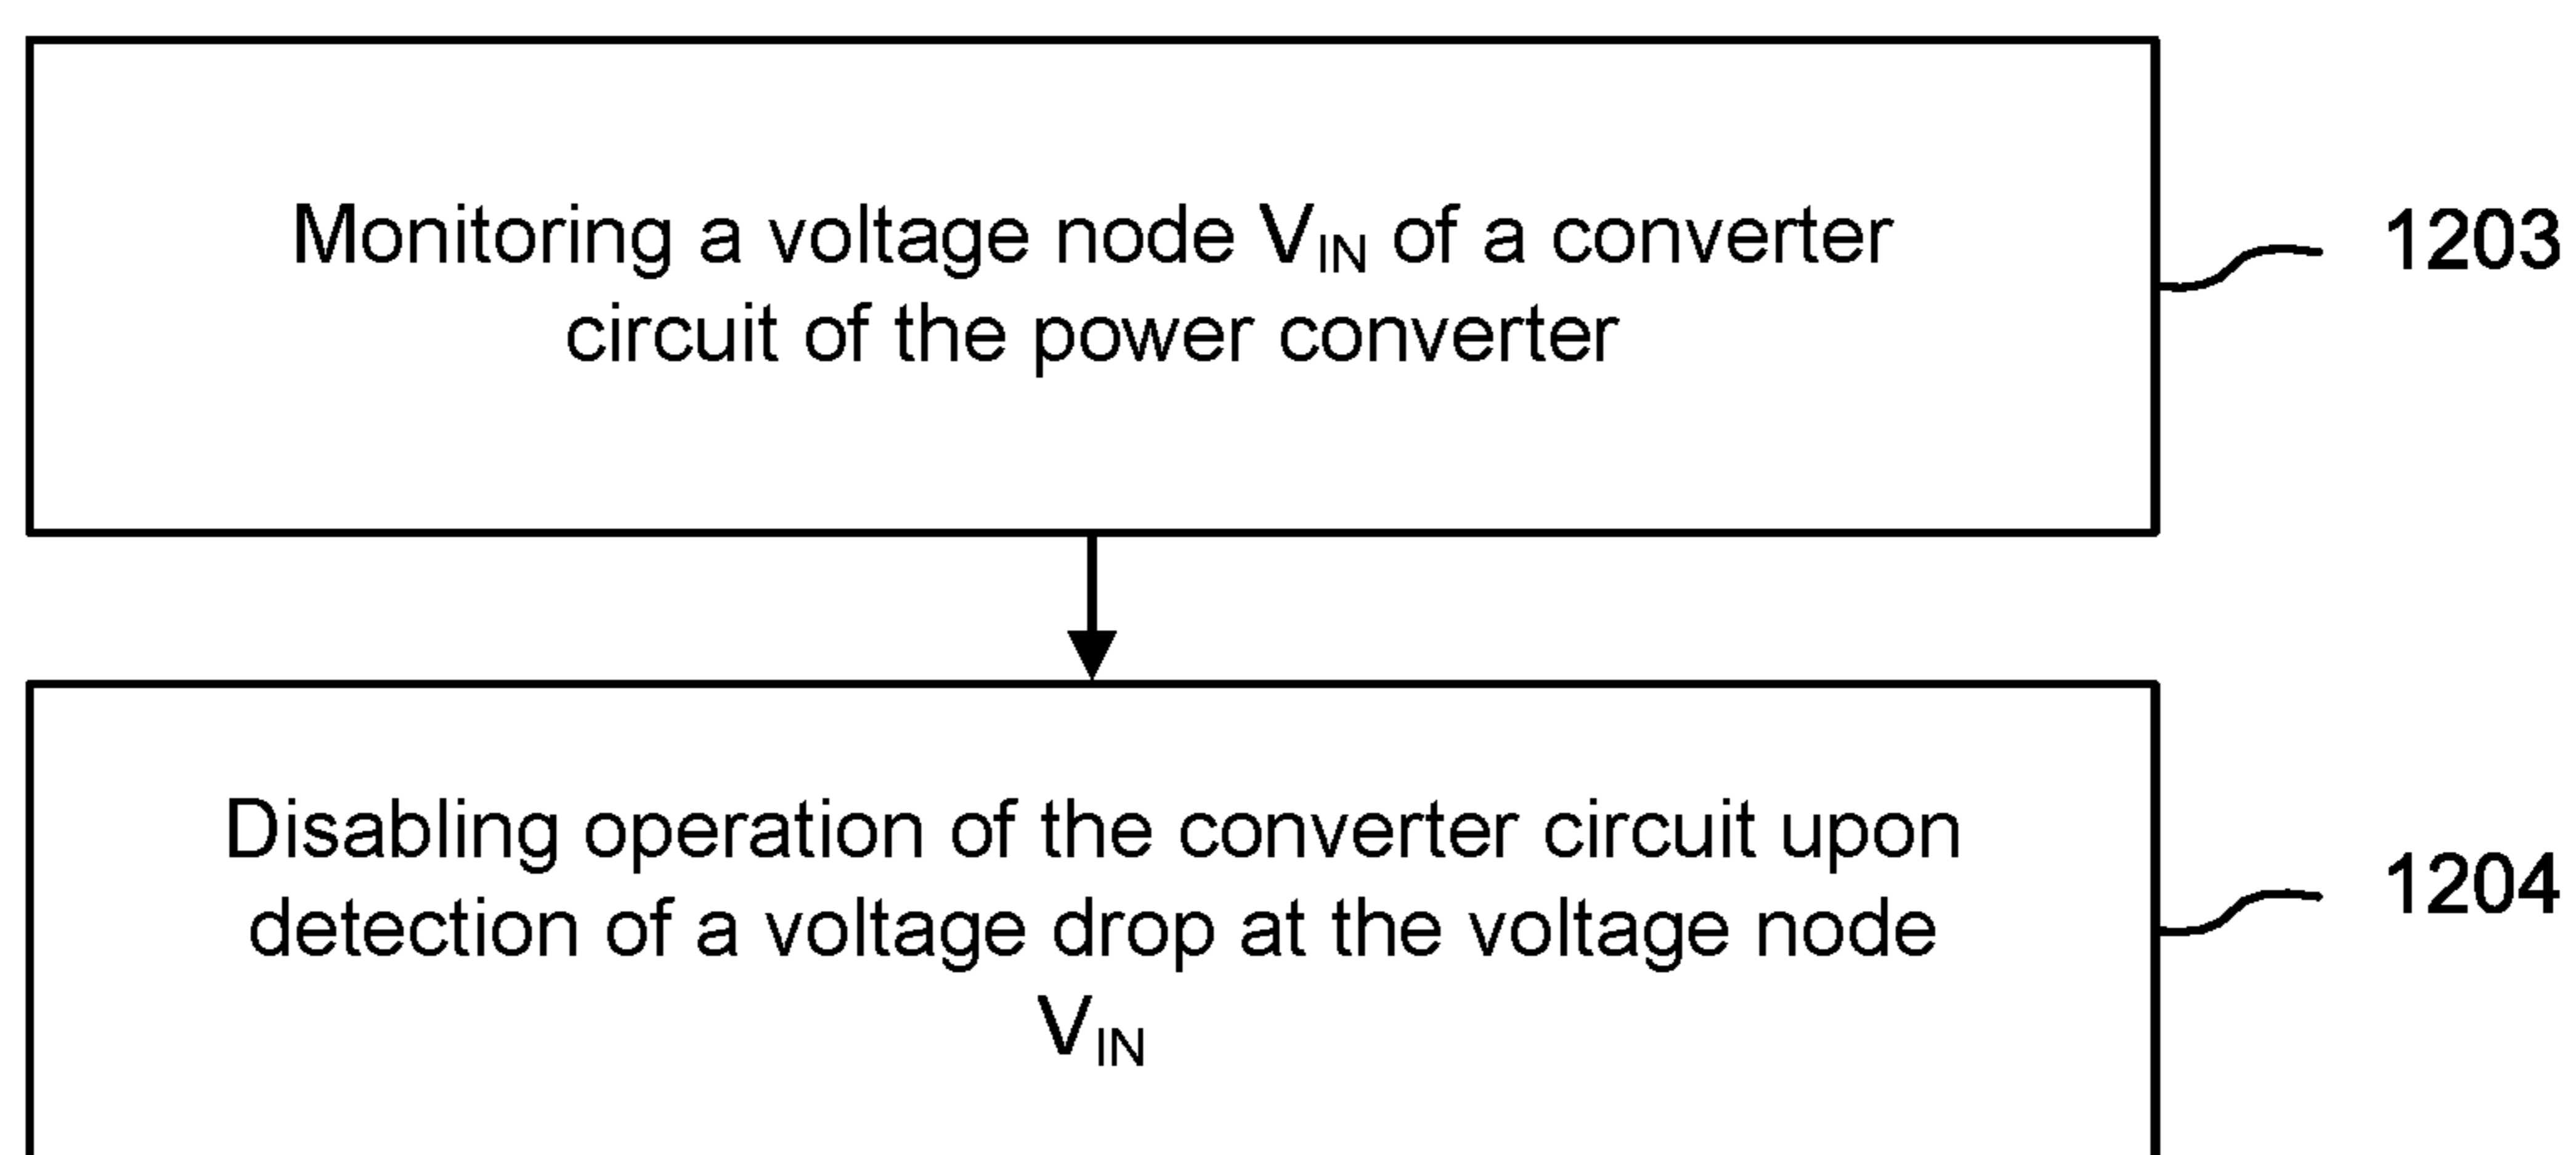 Monitoring a voltage node V_IN of a converter
circuit of the power converter
1203
Disabling operation of the converter circuit upon
detection of a voltage drop at the voltage node
V_IN
1204